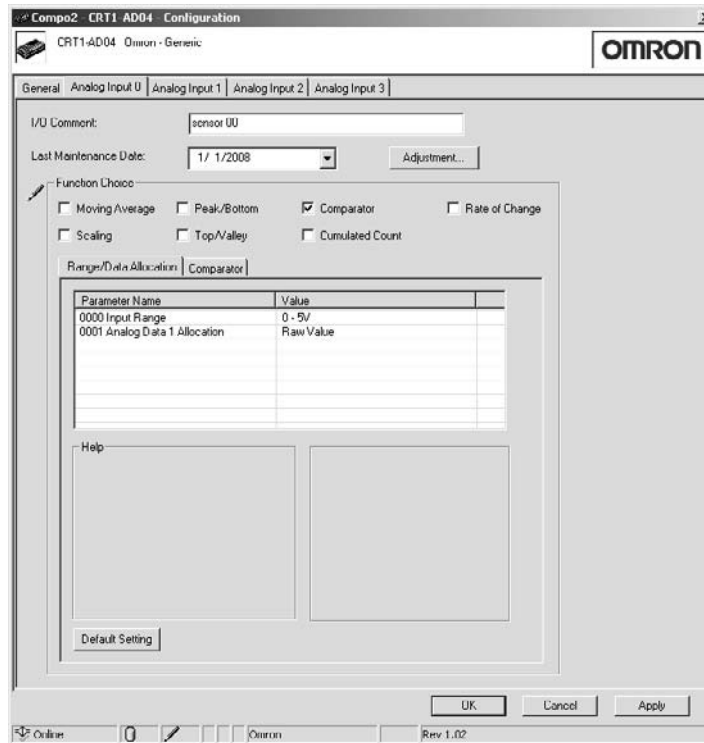 Compo2 - CRT1-AD04 - Configuration
CRT1-AD04 Omron - Generic
OMRON
General Analog Input 0 Analog Input 1 Analog Input 2 Analog Input 3
I/O Comment: sensor 00
Last Maintenance Date: 1/ 1/2008 Adjustment...
Function Choice
Moving Average Peak/Bottom Comparator Rate of Change
Scaling Top/Valley Cumulated Count
Range/Data Allocation Comparator
Parameter Name Value
0000 Input Range 0 - 5V
0001 Analog Data 1 Allocation Raw Value
Help
Default Setting
OK Cancel Apply
Online Omron Rev 1.02